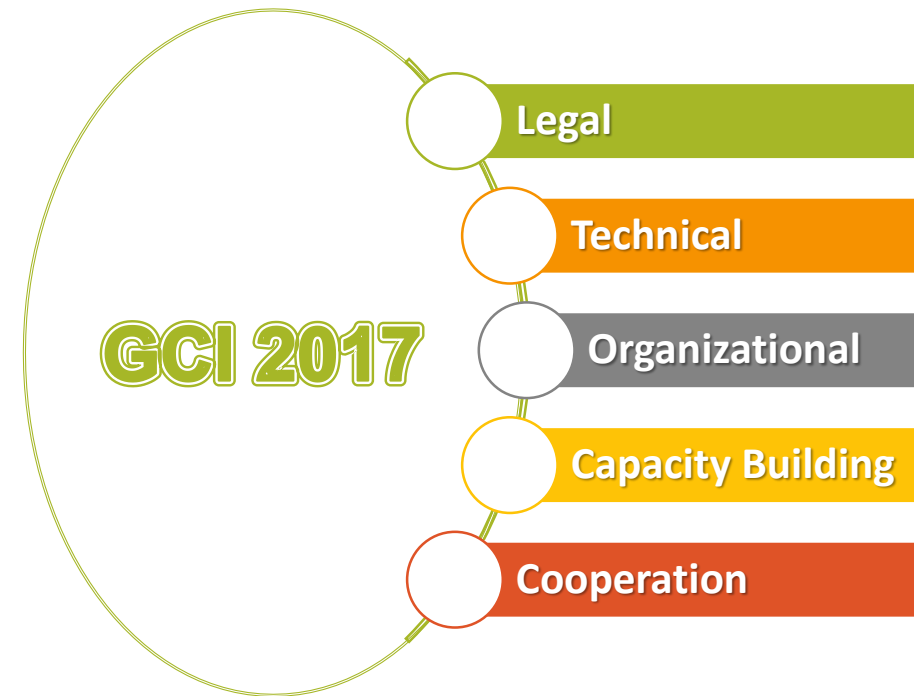 GCI 2017
Legal
Technical
Organizational
Capacity Building
Cooperation